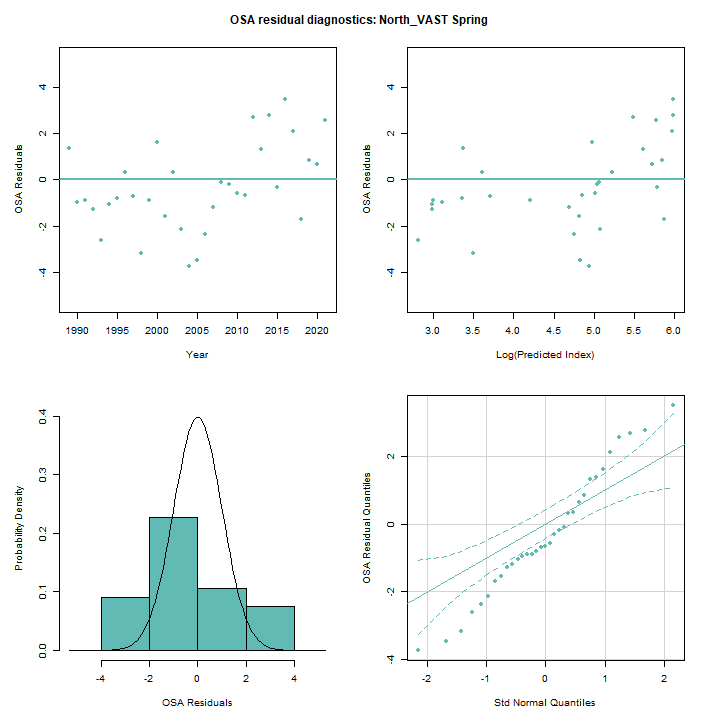 OSA residual diagnostics: North_VAST Spring
OSA Residuals
4
2
0
-2
-4
1990 1995 2000 2005 2010 2015 2020
Year
OSA Residuals
4
2
0
-2
-4
3.0 3.5 4.0 4.5 5.0 5.5 6.0
Log(Predicted Index)
Probability Density
0.4
0.3
0.2
0.1
0.0
-4 -2 0 2 4
OSA Residuals
OSA Residual Quantiles
2
0
-2
-4
-2 -1 0 1 2
Std Normal Quantiles